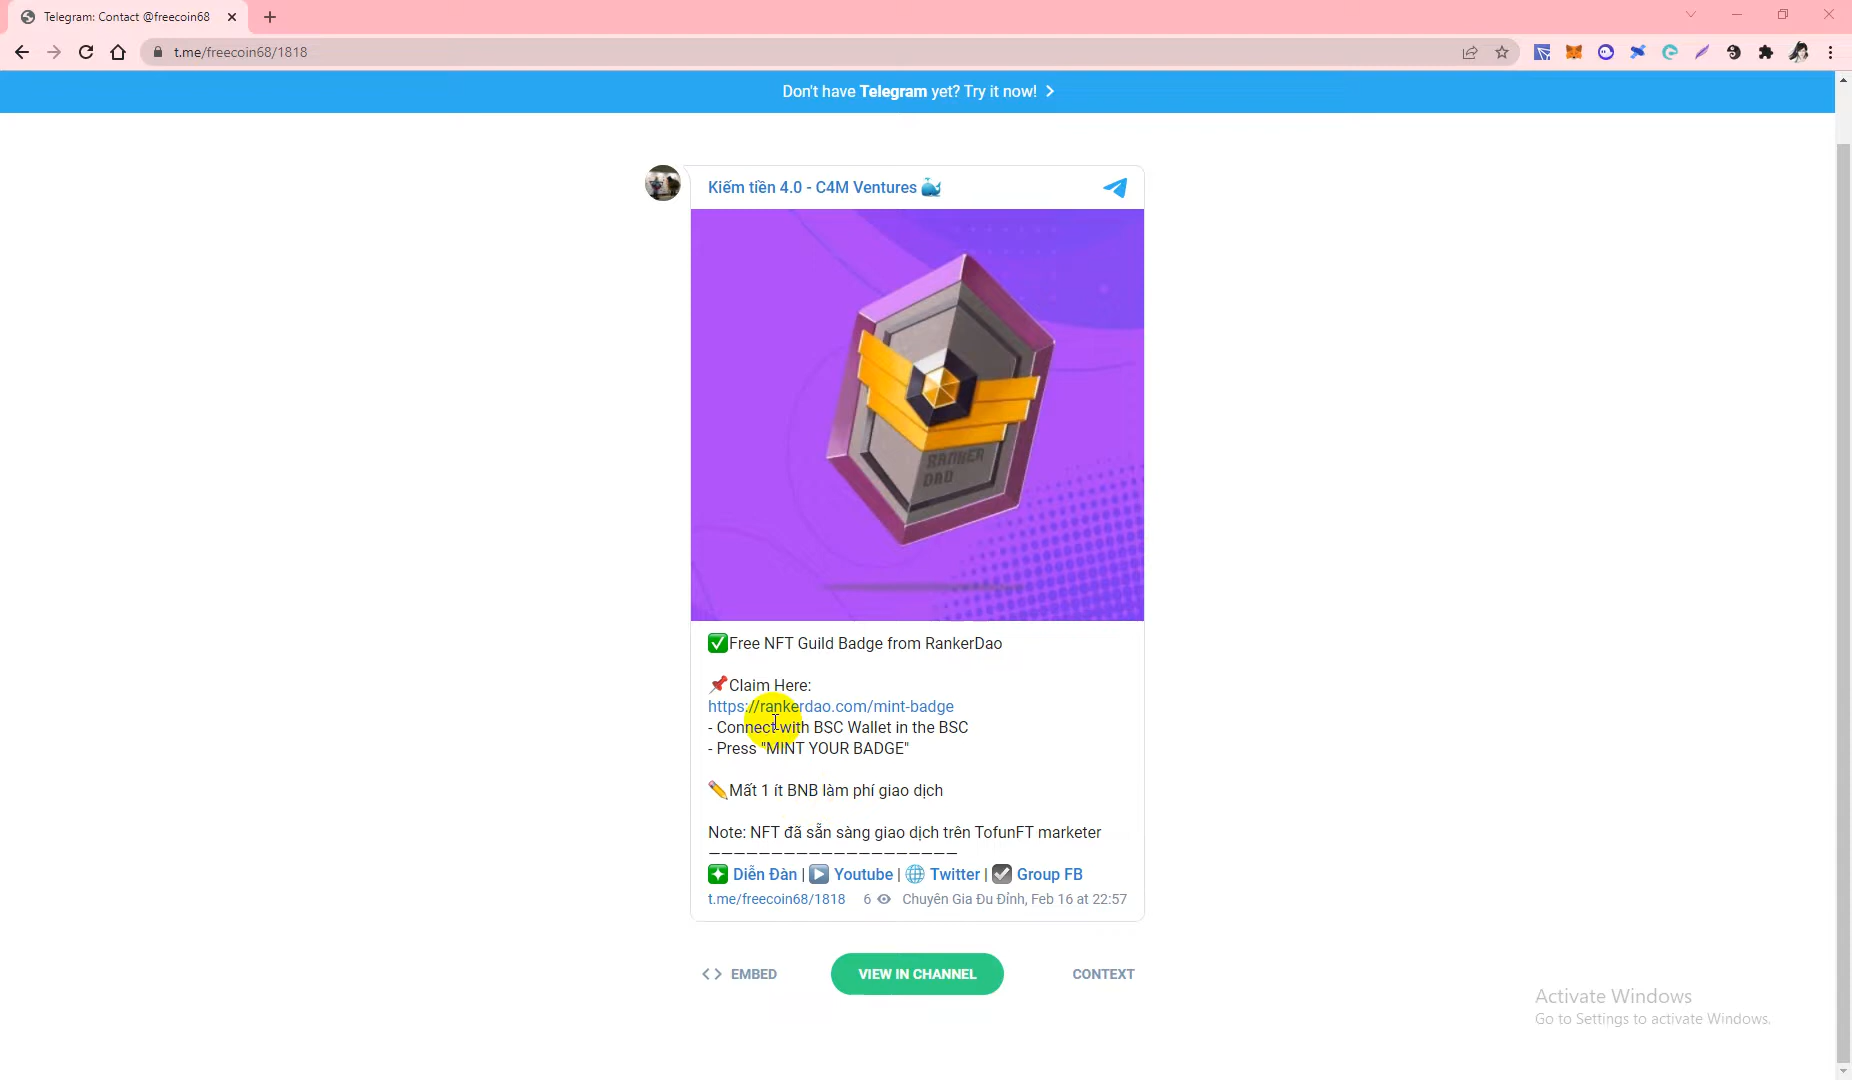 Telegram: Contact @freecoin68
t.me/freecoin68/1818
Don't have Telegram yet? Try it now!
Kiếm tiền 4.0 - C4M Ventures 🐳
RANKER
DAO
✅Free NFT Guild Badge from RankerDao
📌Claim Here:
https://rankerdao.com/mint-badge
- Connect with BSC Wallet in the BSC
- Press "MINT YOUR BADGE"
✏️Mất 1 ít BNB làm phí giao dịch
Note: NFT đã sẵn sàng giao dịch trên TofunFT marketer
————————————————————
Diễn Đàn | Youtube | Twitter | Group FB
t.me/freecoin68/1818 6 Chuyên Gia Đu Đỉnh, Feb 16 at 22:57
<> EMBED VIEW IN CHANNEL CONTEXT
Activate Windows
Go to Settings to activate Windows.